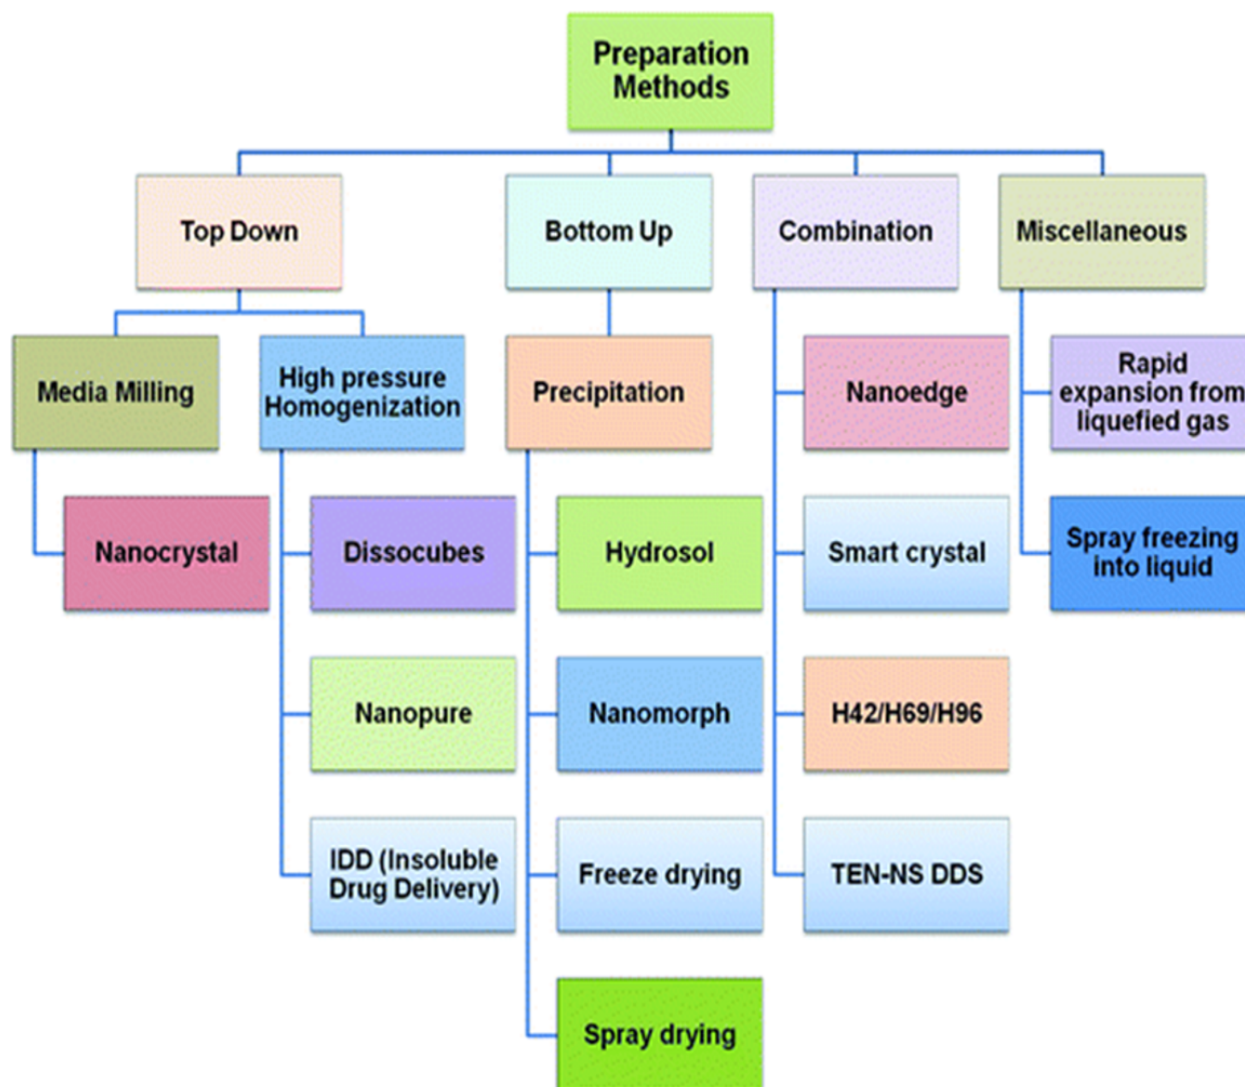 Preparation
Methods
Top Down
Bottom Up
Combination
Miscellaneous
Media Milling
High pressure
Homogenization
Precipitation
Nanoedge
Rapid
expansion from
liquefied gas
Nanocrystal
Dissocubes
Hydrosol
Smart crystal
Spray freezing
into liquid
Nanopure
Nanomorph
H42/H69/H96
IDD (Insoluble
Drug Delivery)
Freeze drying
TEN-NS DDS
Spray drying